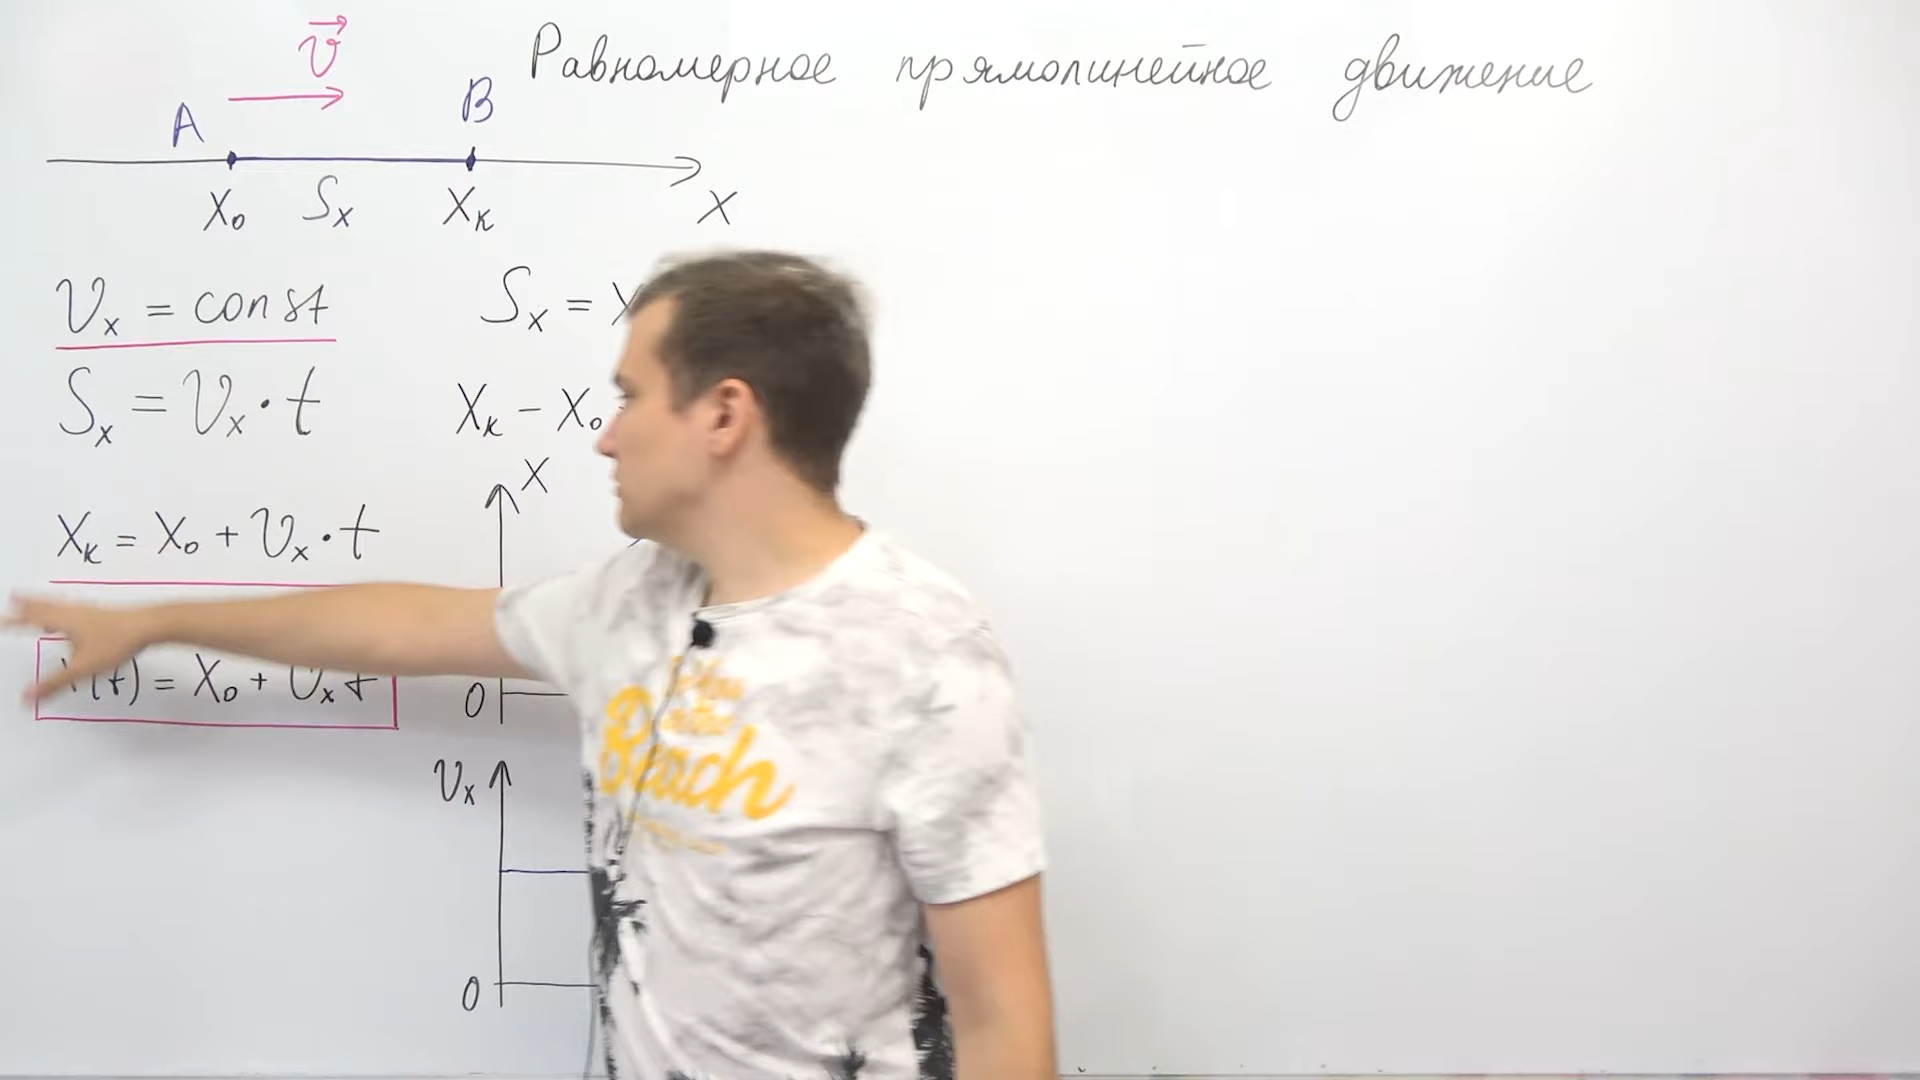 Равномерное прямолинейное движение
v⃗
A B
X₀ Sₓ Xₖ X
Vₓ = const
Sₓ = Vₓ · t
Xₖ = X₀ + Vₓ · t
(t) = X₀ + Vₓ t
Sₓ =
Xₖ − X₀
X
0
Vₓ
0
Beach